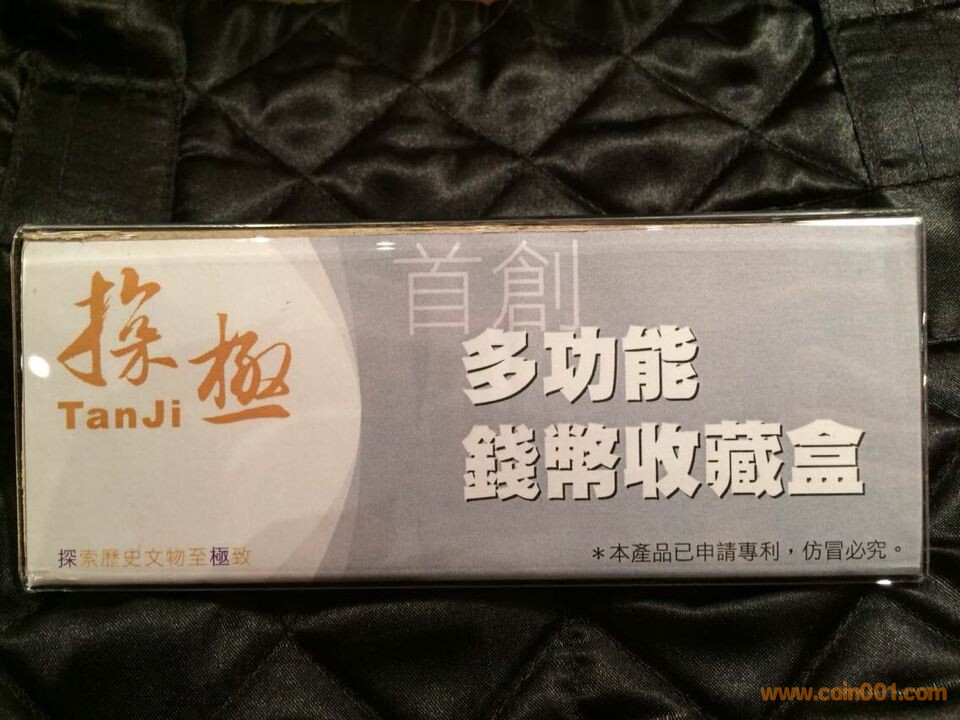 探極
TanJi
首創
多功能
錢幣收藏盒
探索歷史文物至極致
＊本產品已申請專利，仿冒必究。
www.coin001.com